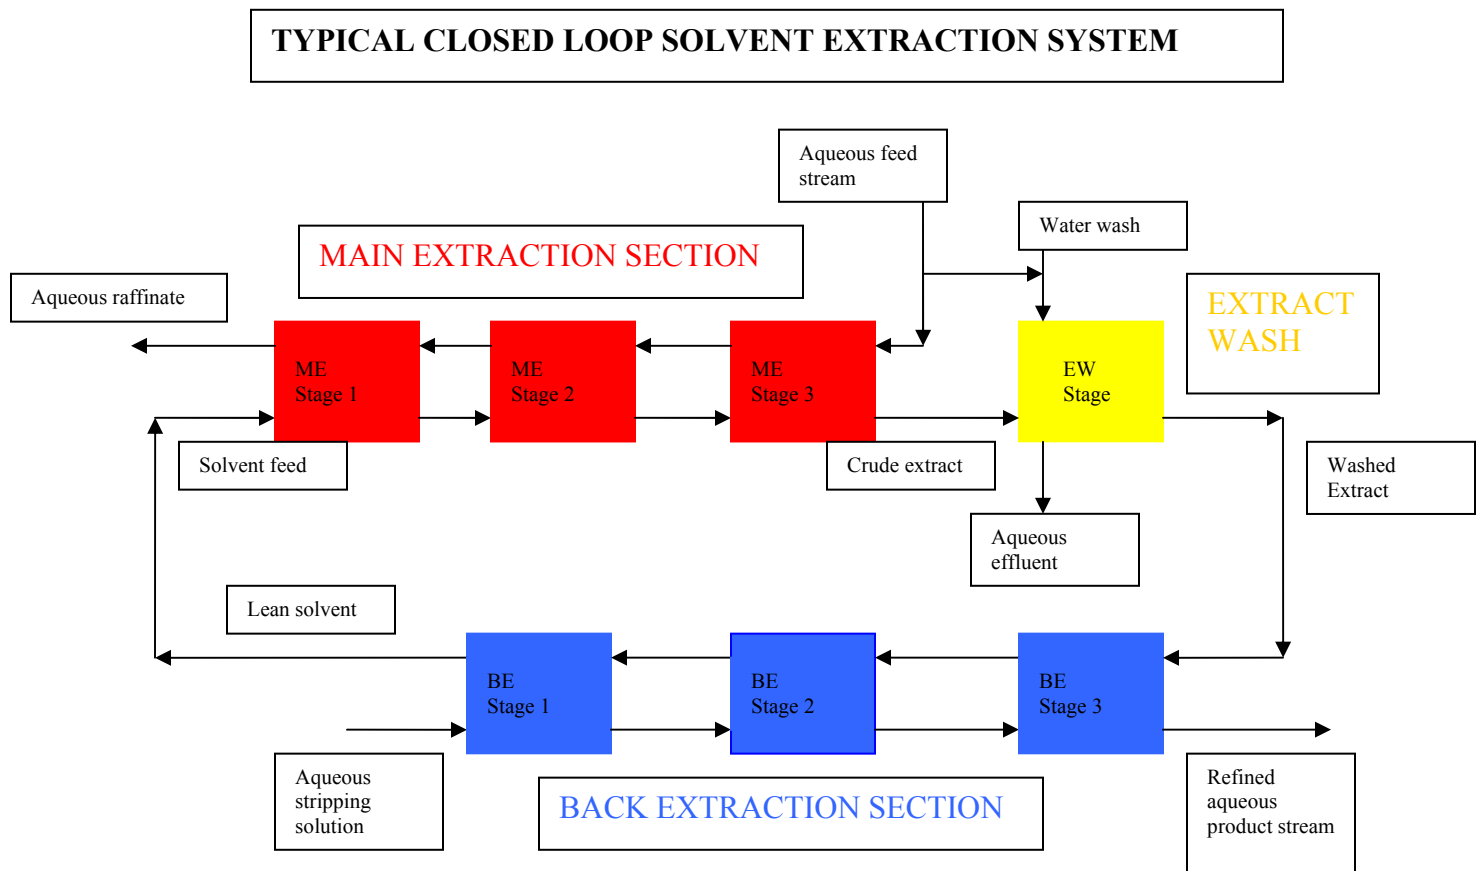 TYPICAL CLOSED LOOP SOLVENT EXTRACTION SYSTEM
Aqueous feed
stream
Water wash
MAIN EXTRACTION SECTION
Aqueous raffinate
EXTRACT
WASH
ME
Stage 1
ME
Stage 2
ME
Stage 3
EW
Stage
Solvent feed
Crude extract
Washed
Extract
Aqueous
effluent
Lean solvent
BE
Stage 1
BE
Stage 2
BE
Stage 3
Aqueous
stripping
solution
BACK EXTRACTION SECTION
Refined
aqueous
product stream